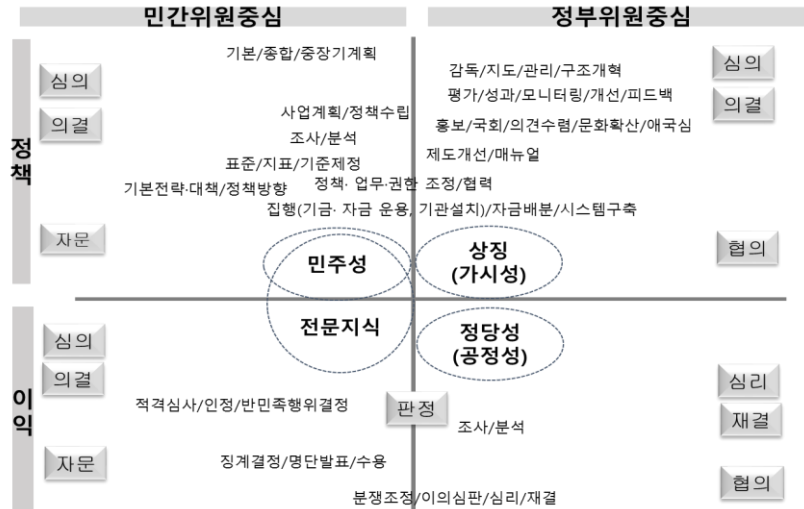 민간위원중심
정부위원중심
정책
심의
의결
자문
기본/종합/중장기계획
사업계획/정책수립
조사/분석
표준/지표/기준제정
기본전략·대책/정책방향
정책· 업무·권한 조정/협력
집행(기금· 자금 운용, 기관설치)/자금배분/시스템구축
감독/지도/관리/구조개혁
평가/성과/모니터링/개선/피드백
홍보/국회/의견수렴/문화확산/애국심
제도개선/매뉴얼
심의
의결
협의
민주성
상징
(가시성)
전문지식
정당성
(공정성)
이익
심의
의결
자문
적격심사/인정/반민족행위결정
판정
조사/분석
징계결정/명단발표/수용
분쟁조정/이의심판/심리/재결
심리
재결
협의